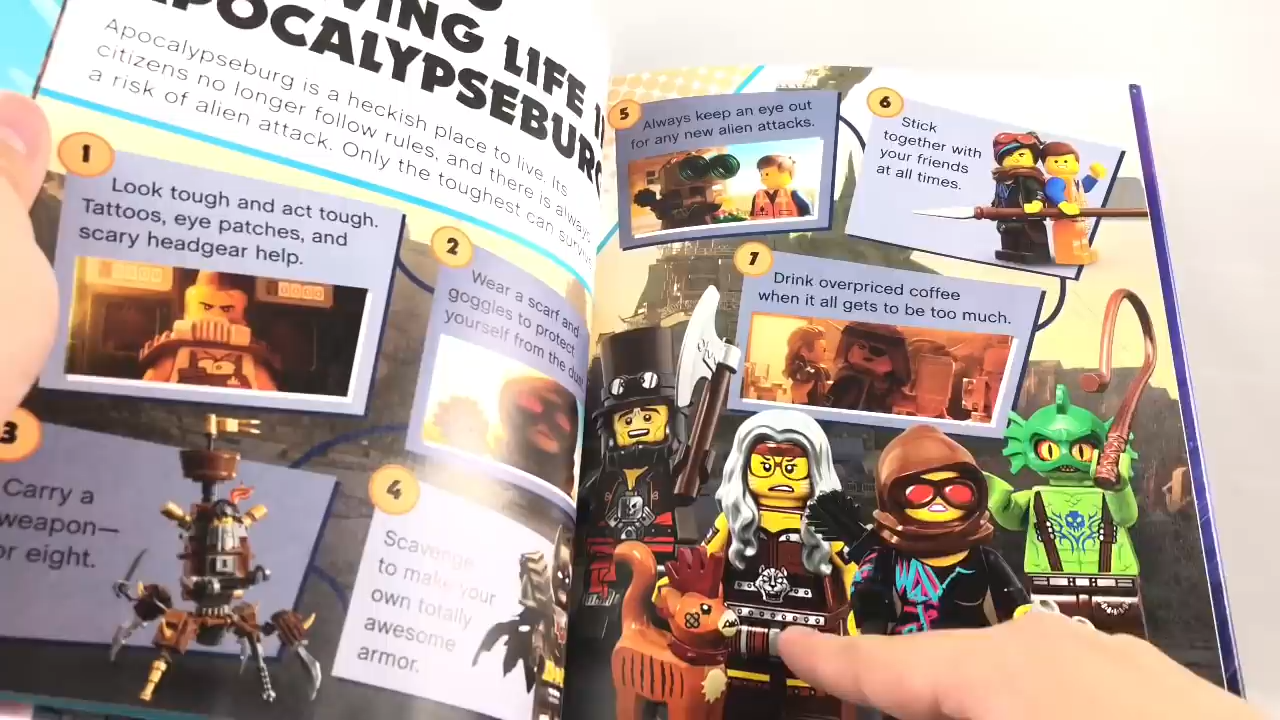 VING LIFE
POCALYPSEBURG
Apocalypseburg is a heckish place to live. Its
citizens no longer follow rules, and there is always
a risk of alien attack. Only the toughest can survive.
1
Look tough and act tough.
Tattoos, eye patches, and
scary headgear help.
2
Wear a scarf and
goggles to protect
yourself from the dust
3
Carry a
weapon—
or eight.
4
Scavenge
to make your
own totally
awesome
armor.
5
Always keep an eye out
for any new alien attacks.
6
Stick
together with
your friends
at all times.
7
Drink overpriced coffee
when it all gets to be too much.